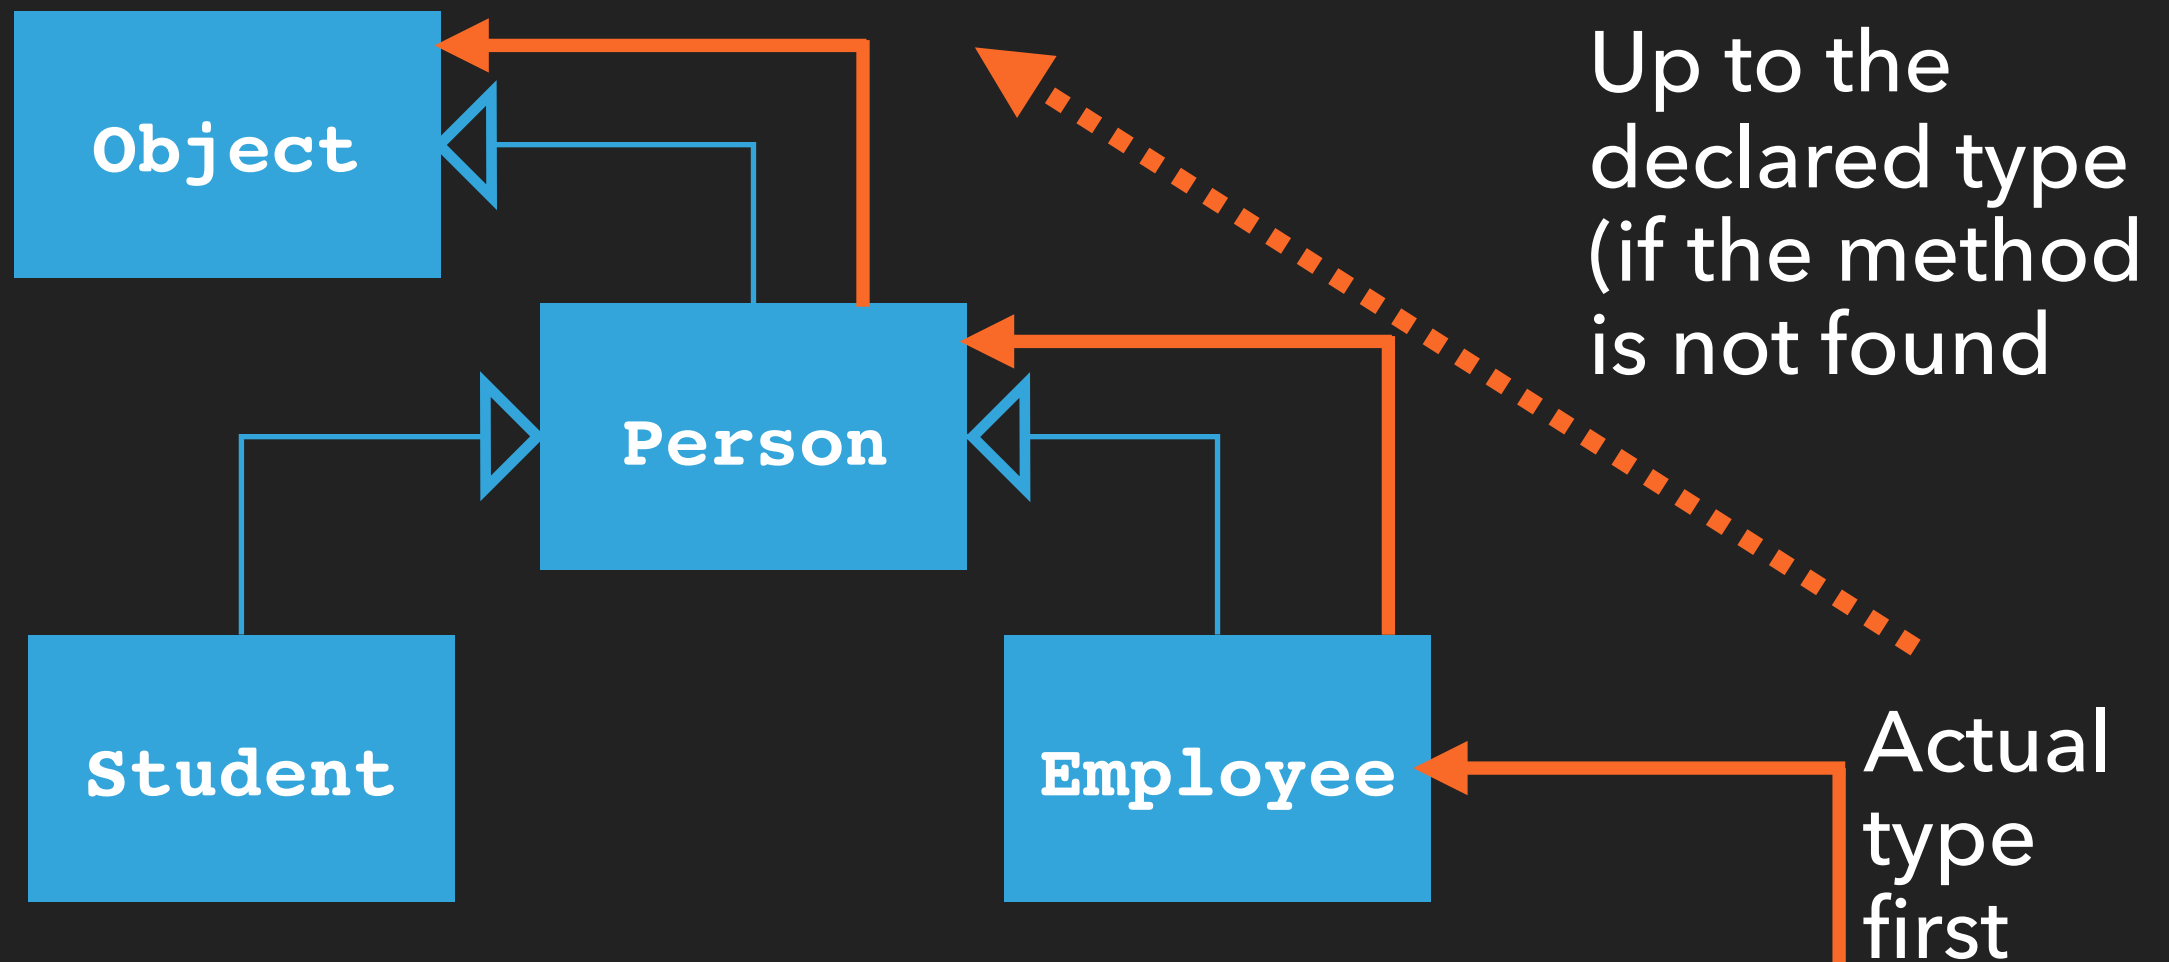 Object
Person
Student
Employee
Up to the
declared type
(if the method
is not found
Actual
type
first